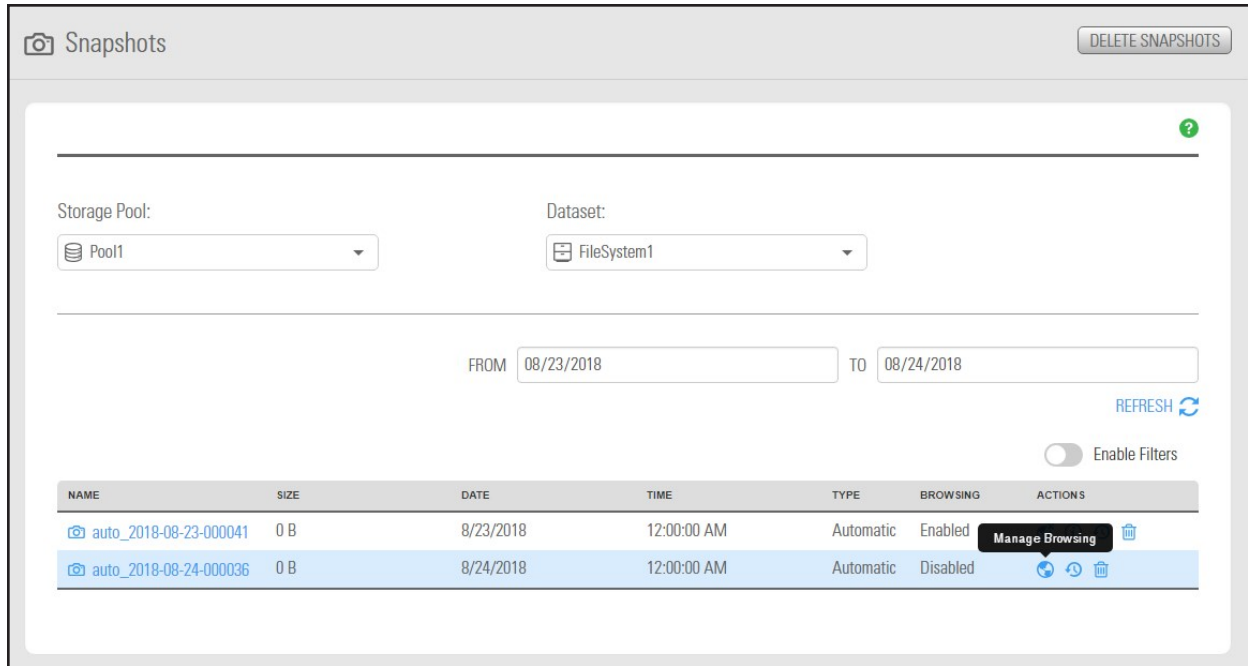 Snapshots DELETE SNAPSHOTS
?
Storage Pool: Dataset:
Pool1 FileSystem1
FROM 08/23/2018 TO 08/24/2018
REFRESH
Enable Filters
NAME SIZE DATE TIME TYPE BROWSING ACTIONS
auto_2018-08-23-000041 0 B 8/23/2018 12:00:00 AM Automatic Enabled
Manage Browsing
auto_2018-08-24-000036 0 B 8/24/2018 12:00:00 AM Automatic Disabled